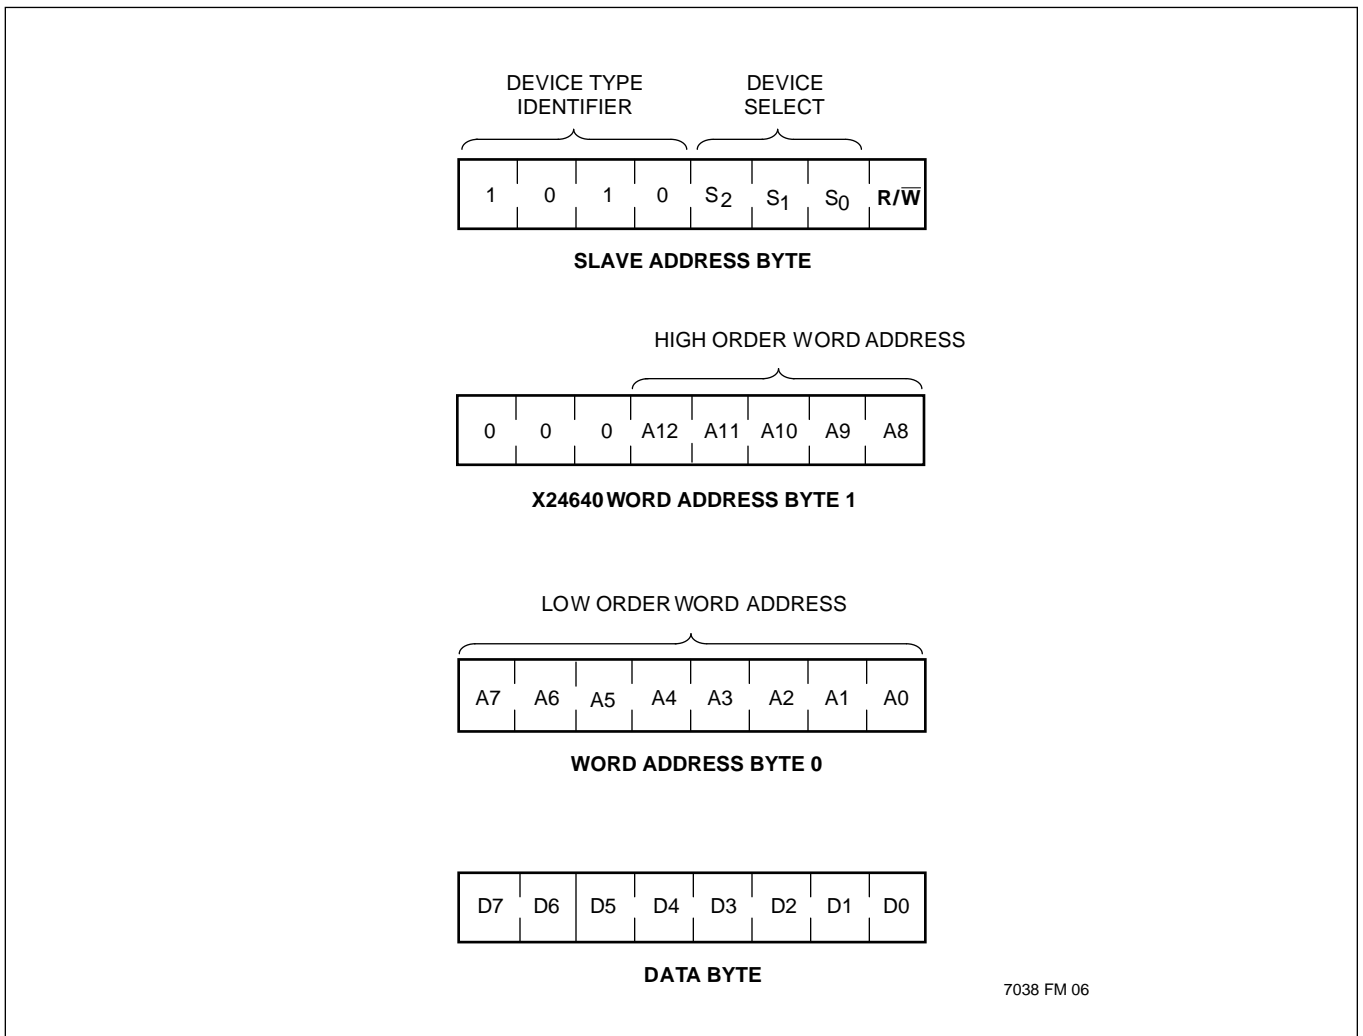 DEVICE TYPE
IDENTIFIER
DEVICE
SELECT
1 0 1 0 S2 S1 S0 R/W̅
SLAVE ADDRESS BYTE
HIGH ORDER WORD ADDRESS
0 0 0 A12 A11 A10 A9 A8
X24640 WORD ADDRESS BYTE 1
LOW ORDER WORD ADDRESS
A7 A6 A5 A4 A3 A2 A1 A0
WORD ADDRESS BYTE 0
D7 D6 D5 D4 D3 D2 D1 D0
DATA BYTE
7038 FM 06